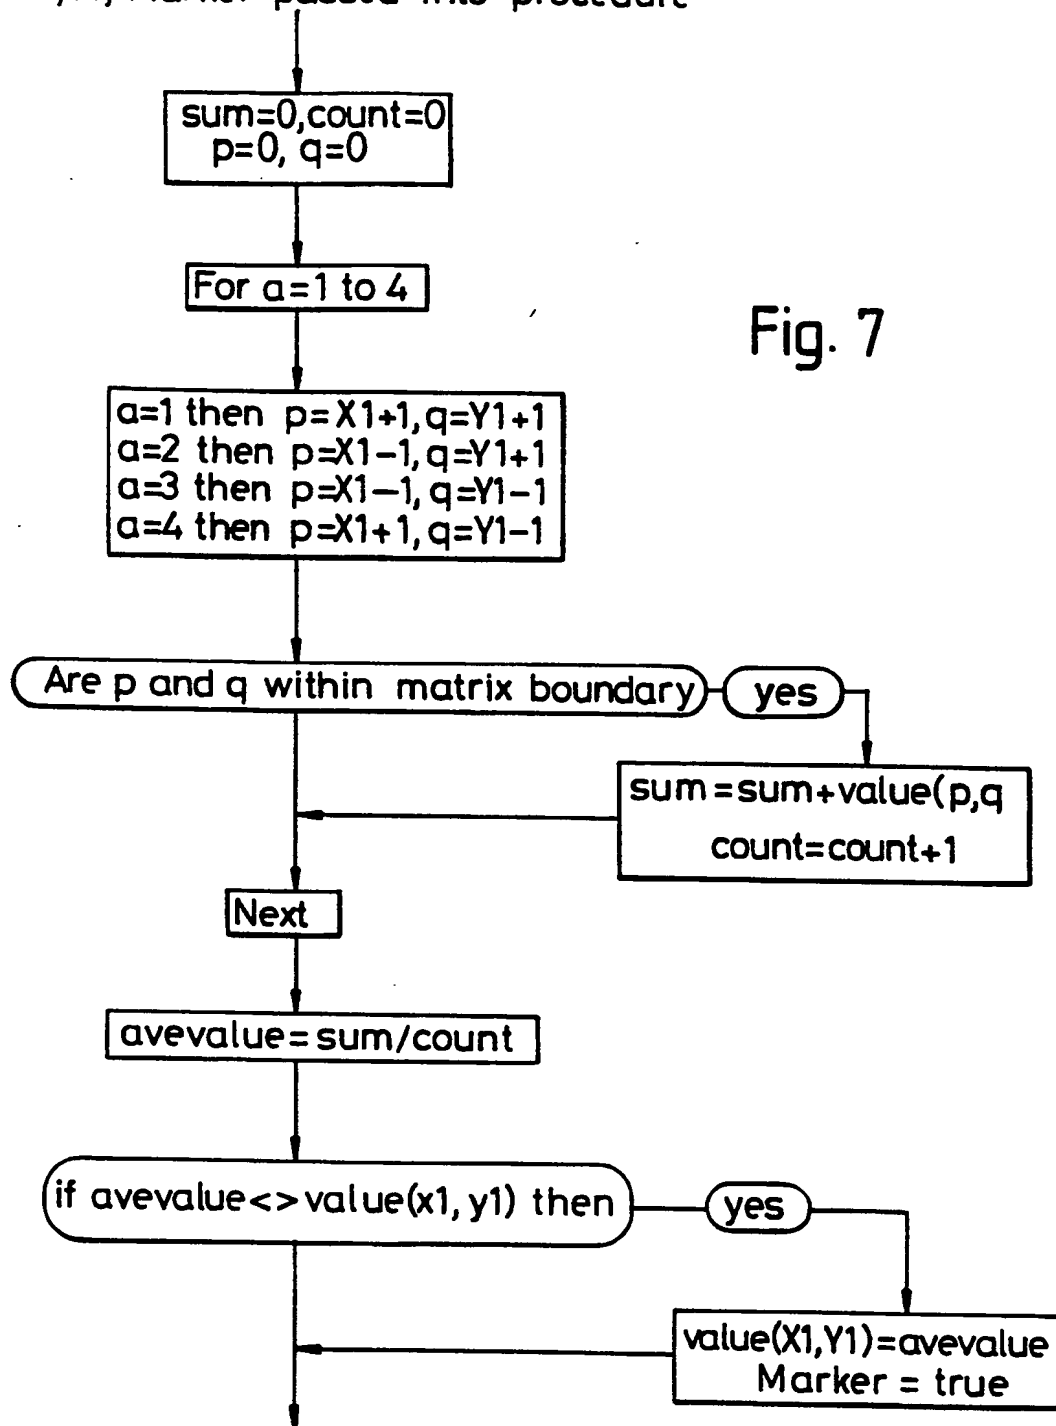 passed into procedure
sum=0,count=0
p=0, q=0
For a=1 to 4
Fig. 7
a=1 then p=X1+1,q=Y1+1
a=2 then p=X1-1,q=Y1+1
a=3 then p=X1-1,q=Y1-1
a=4 then p=X1+1,q=Y1-1
Are p and q within matrix boundary
yes
sum=sum+value(p,q
count=count+1
Next
avevalue=sum/count
if avevalue<>value(x1,y1) then
yes
value(X1,Y1)=avevalue
Marker = true